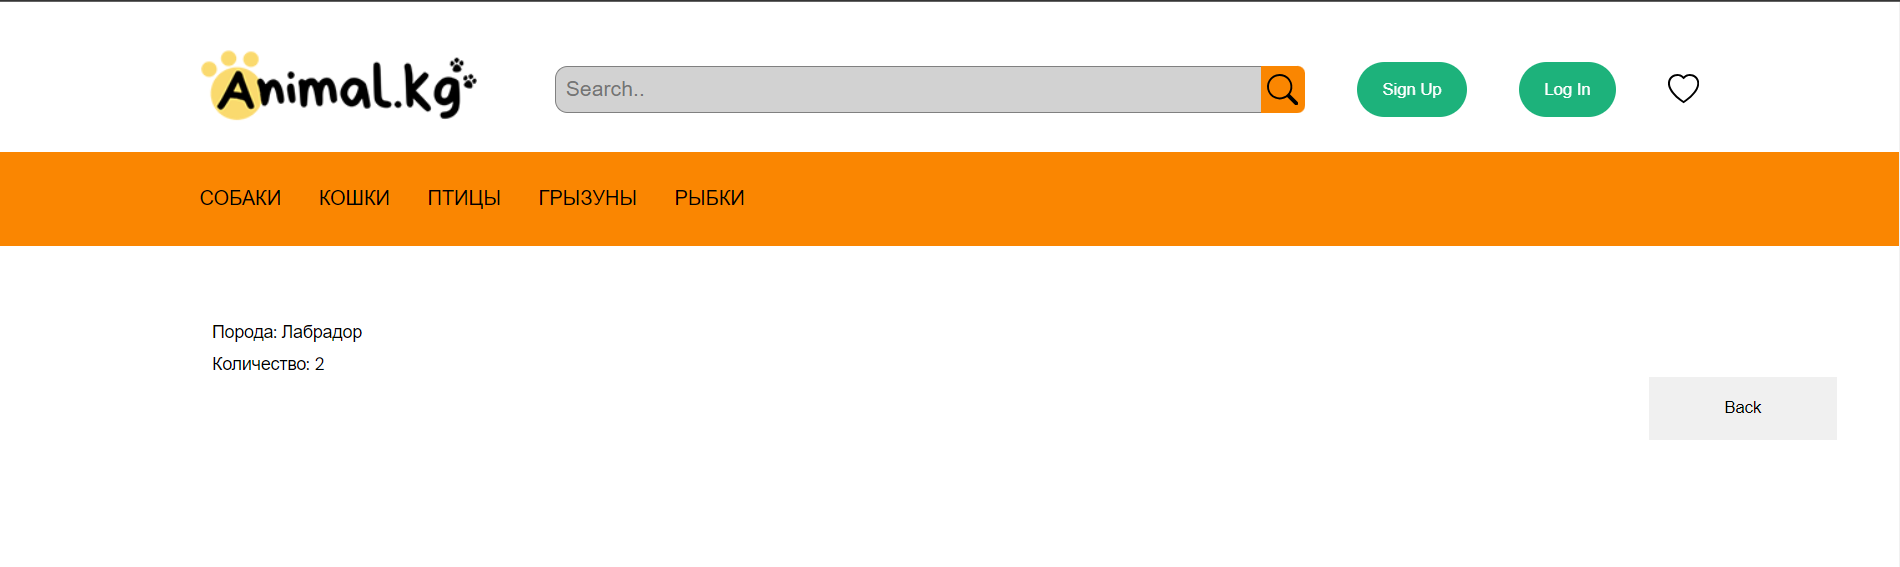 Animal.kg
Search..
Sign Up
Log In
СОБАКИ КОШКИ ПТИЦЫ ГРЫЗУНЫ РЫБКИ
Порода: Лабрадор
Количество: 2
Back